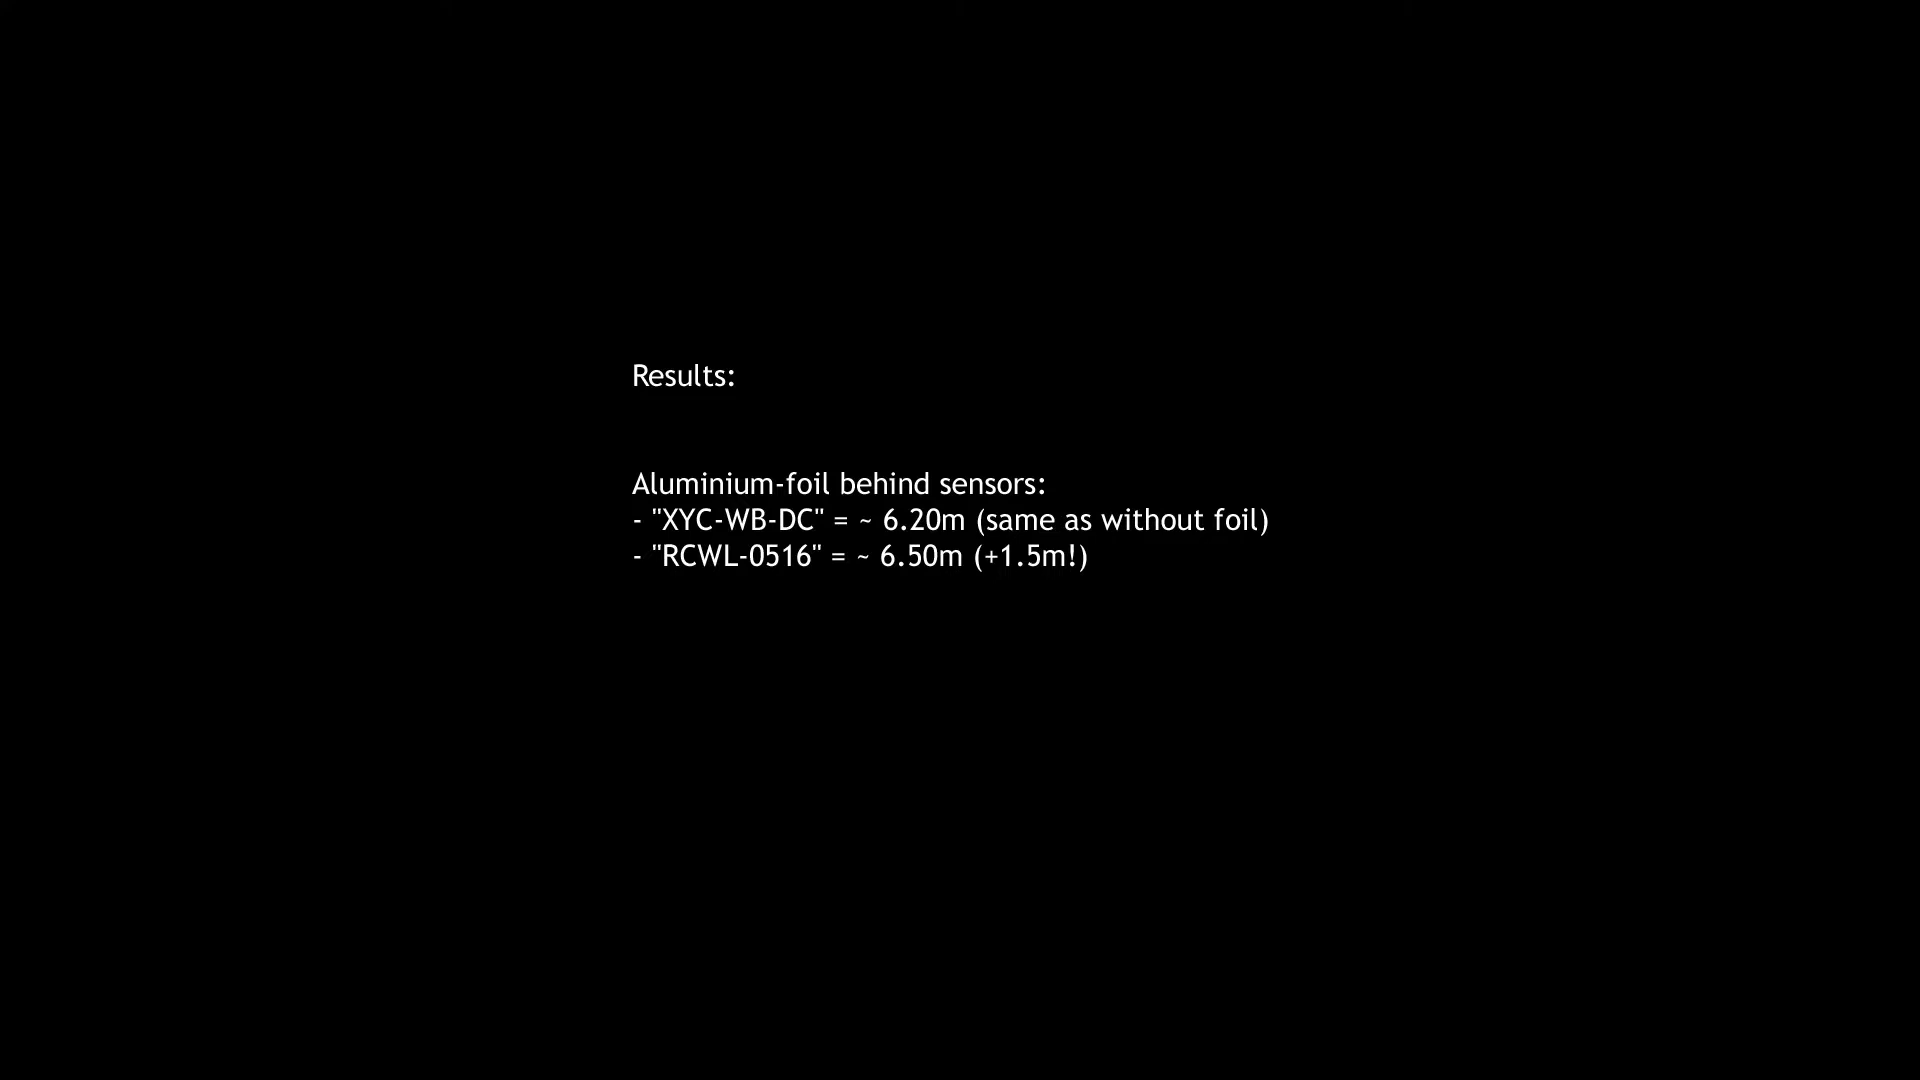 Results:
Aluminium-foil behind sensors:
- "XYC-WB-DC" = ~ 6.20m (same as without foil)
- "RCWL-0516" = ~ 6.50m (+1.5m!)